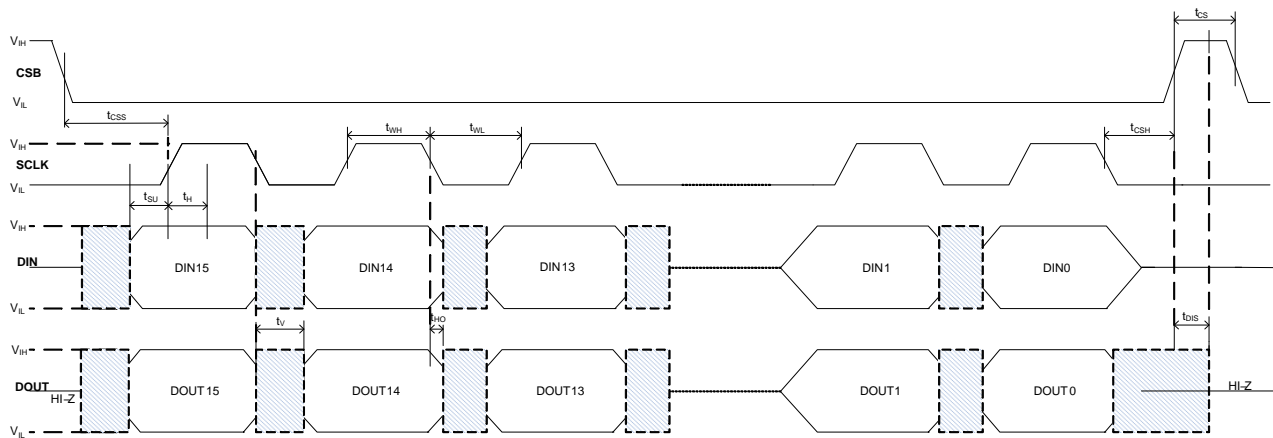 tCS
VIH
CSB
VIL
tCSS
tWH
tWL
tCSH
VIH
SCLK
VIL
tSU
tH
VIH
DIN
DIN15
DIN14
DIN13
DIN1
DIN0
VIL
tV
tHO
tDIS
VIH
DOUT
HI-Z
DOUT15
DOUT14
DOUT13
DOUT1
DOUT0
HI-Z
VIL